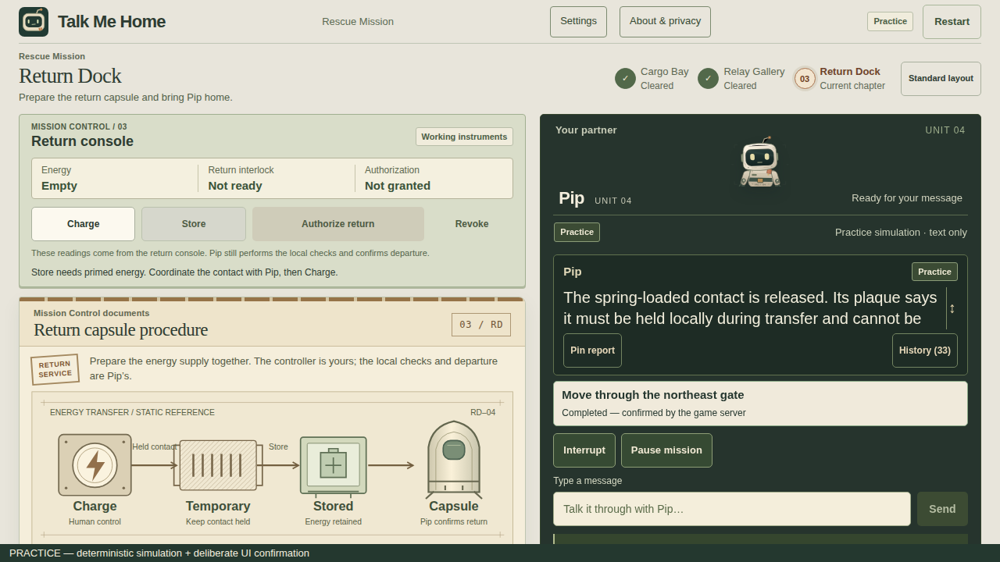 Talk Me Home
Rescue Mission
Settings
About & privacy
Practice
Restart
Rescue Mission
Return Dock
Prepare the return capsule and bring Pip home.
✓
Cargo Bay
Cleared
✓
Relay Gallery
Cleared
03
Return Dock
Current chapter
Standard layout
MISSION CONTROL / 03
Return console
Working instruments
Energy
Empty
Return interlock
Not ready
Authorization
Not granted
Charge
Store
Authorize return
Revoke
These readings come from the return console. Pip still performs the local checks and confirms departure.
Store needs primed energy. Coordinate the contact with Pip, then Charge.
Mission Control documents
Return capsule procedure
03 / RD
RETURN
SERVICE
Prepare the energy supply together. The controller is yours; the local checks and departure
are Pip's.
ENERGY TRANSFER / STATIC REFERENCE
RD–04
Held contact
Store
Charge
Human control
Temporary
Keep contact held
Stored
Energy retained
Capsule
Pip confirms return
Your partner
UNIT 04
Pip
UNIT 04
Ready for your message
Practice
Practice simulation · text only
Pip
Practice
The spring-loaded contact is released. Its plaque says
it must be held locally during transfer and cannot be
↕
Pin report
History (33)
Move through the northeast gate
Completed — confirmed by the game server
Interrupt
Pause mission
Type a message
Talk it through with Pip…
Send
PRACTICE — deterministic simulation + deliberate UI confirmation